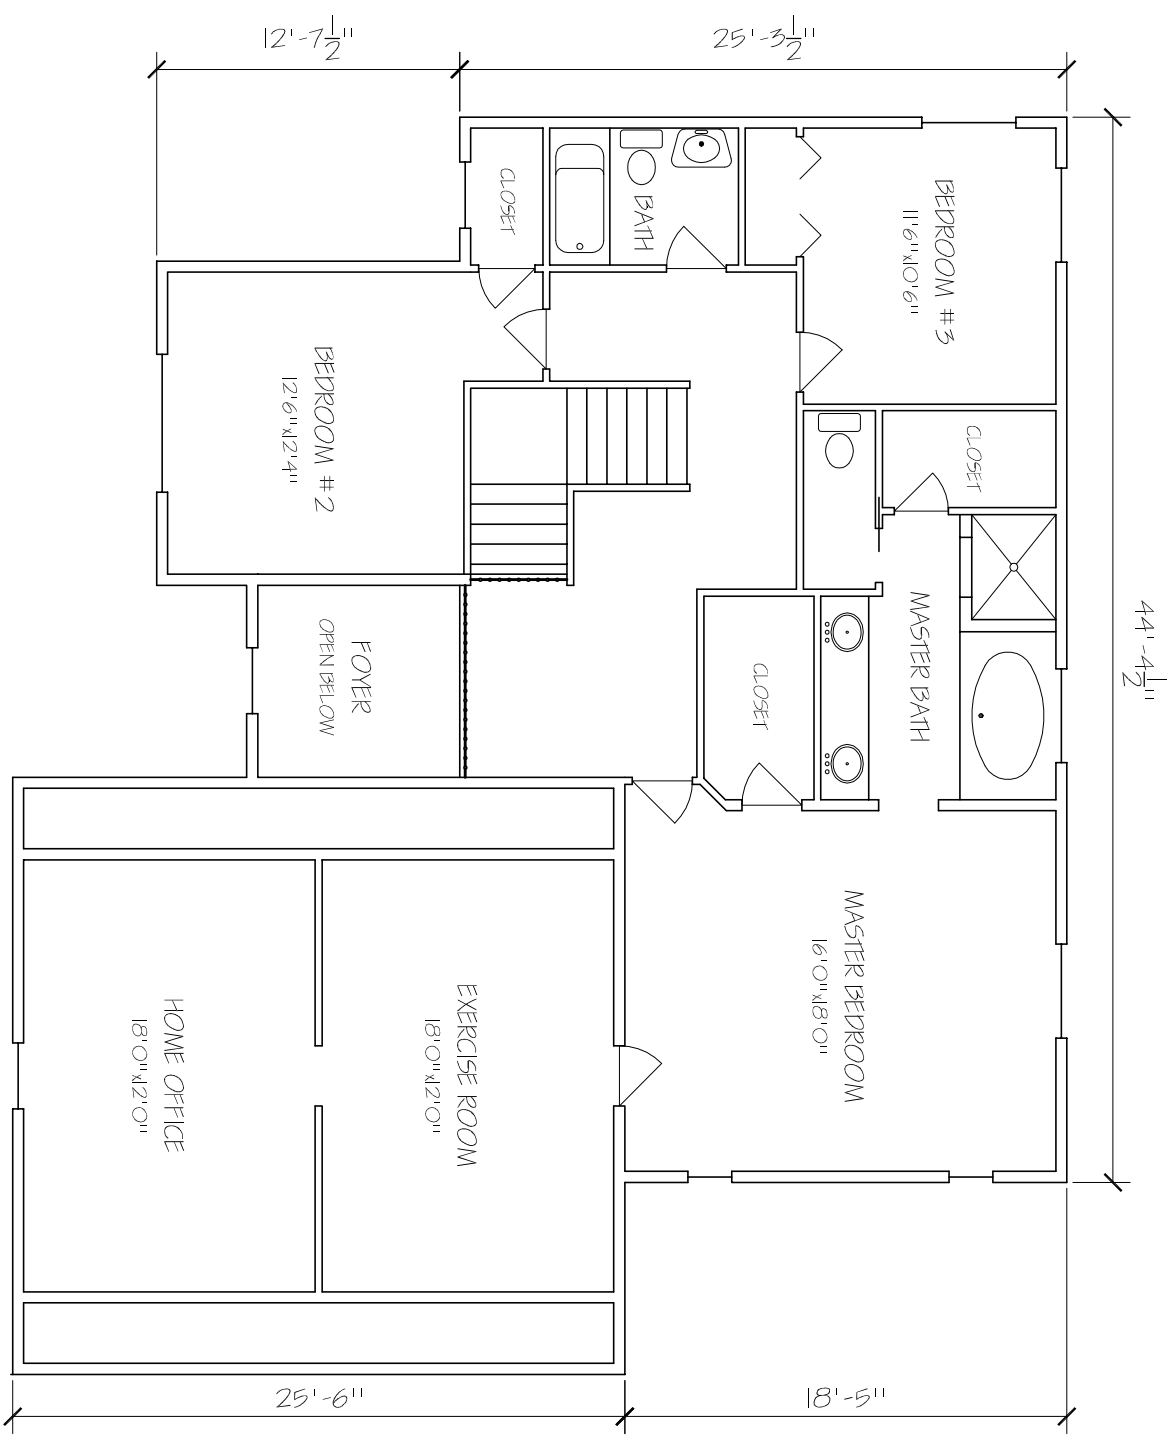 12'-7 1/2"
25'-3 1/2"
CLOSET
BATH
BEDROOM #3
11'6"x10'6"
BEDROOM #2
12'6"x12'4"
CLOSET
MASTER BATH
44'-4 1/2"
FOYER
OPEN BELOW
CLOSET
MASTER BEDROOM
16'0"x18'0"
EXERCISE ROOM
18'0"x12'0"
HOME OFFICE
18'0"x12'0"
25'-6"
18'-5"